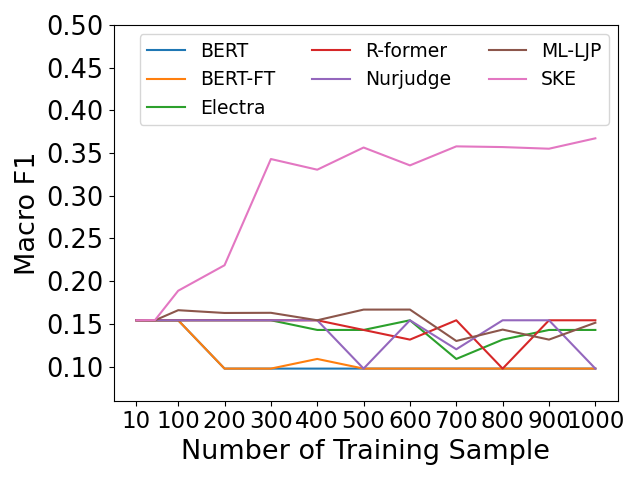 Macro F1
0.50
0.45
0.40
0.35
0.30
0.25
0.20
0.15
0.10
BERT
BERT-FT
Electra
R-former
Nurjudge
ML-LJP
SKE
10 100 200 300 400 500 600 700 800 900 1000
Number of Training Sample